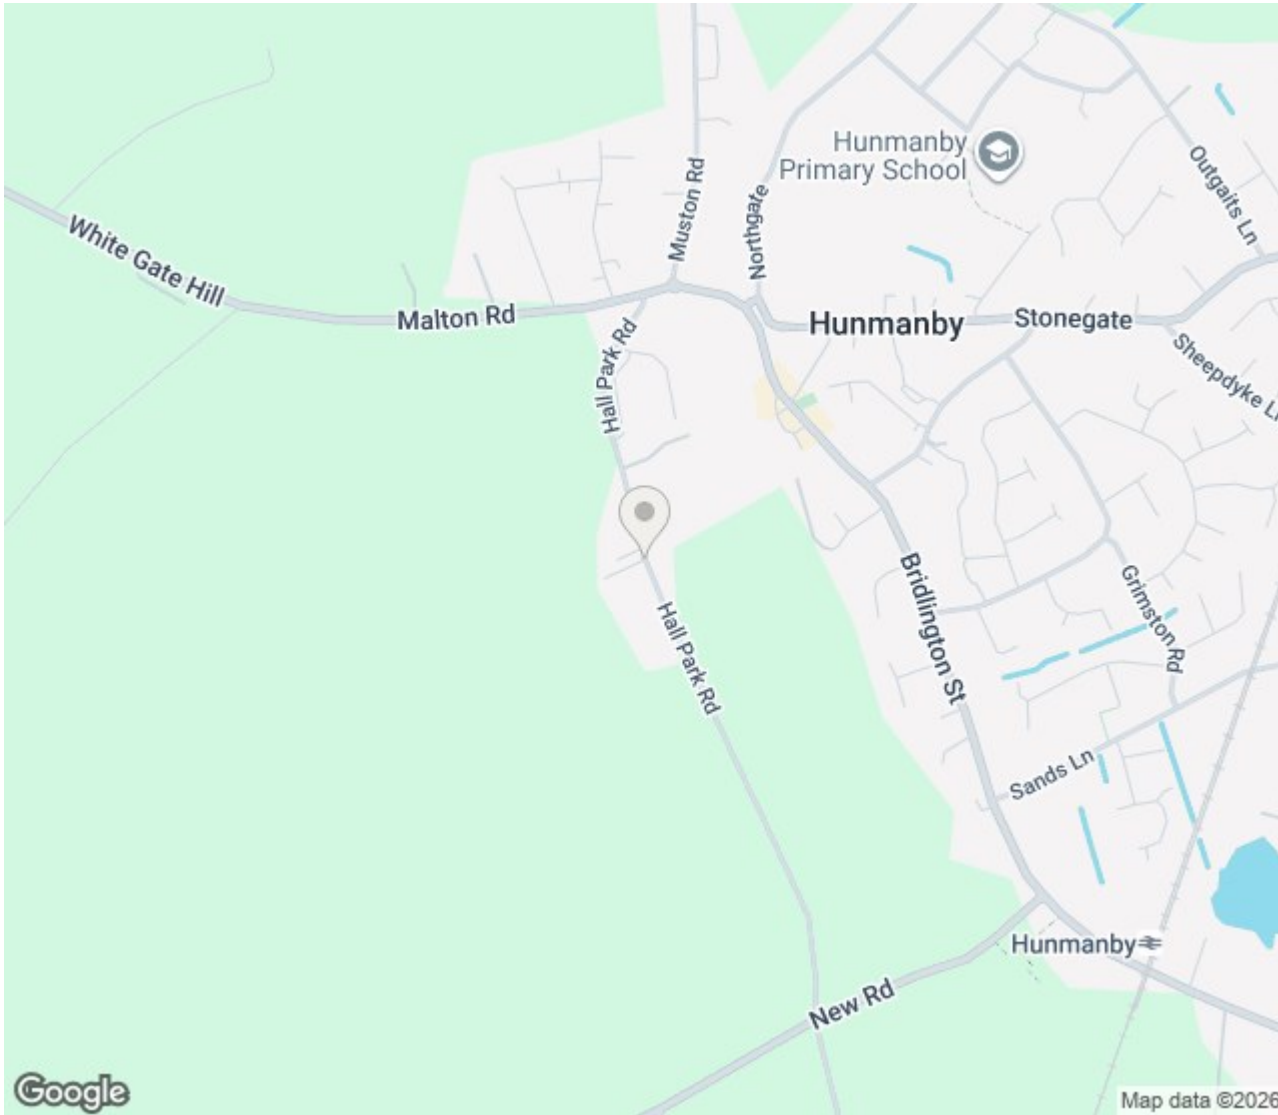 Hunmanby
Primary School
Outgaits Ln
Muston Rd
Northgate
White Gate Hill
Malton Rd
Hunmanby
Stonegate
Sheepdyke Ln
Hall Park Rd
Bridlington St
Grimston Rd
Hall Park Rd
Sands Ln
Hunmanby
New Rd
Google
Map data ©2026